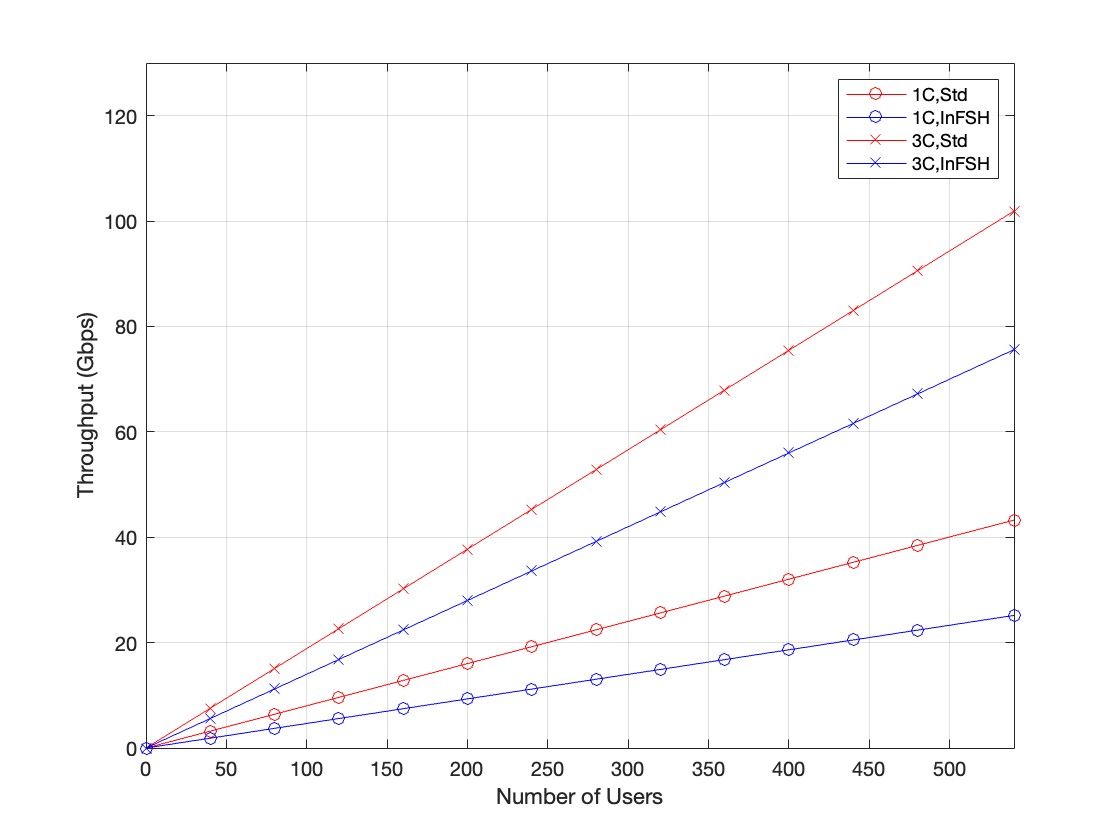 1C,Std
1C,InFSH
3C,Std
3C,InFSH
120
100
80
60
40
20
0
Throughput (Gbps)
0 50 100 150 200 250 300 350 400 450 500
Number of Users